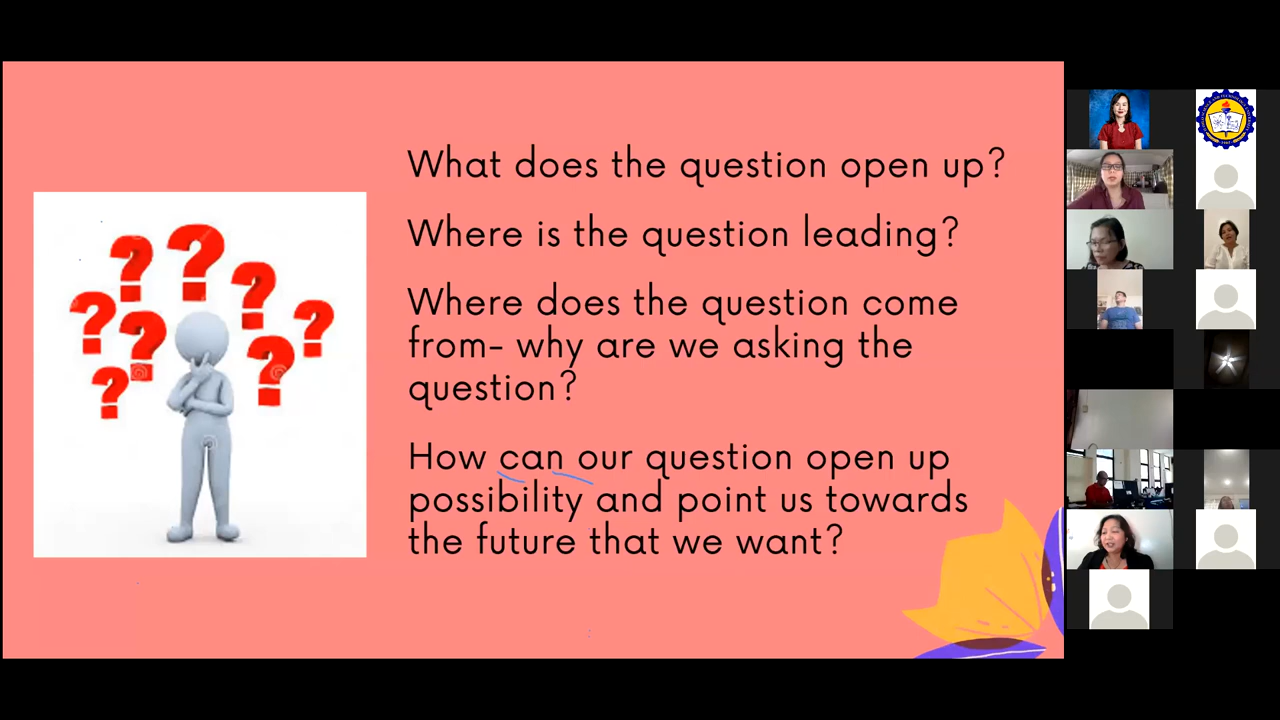 What does the question open up?
Where is the question leading?
Where does the question come
from- why are we asking the
question?
How can our question open up
possibility and point us towards
the future that we want?